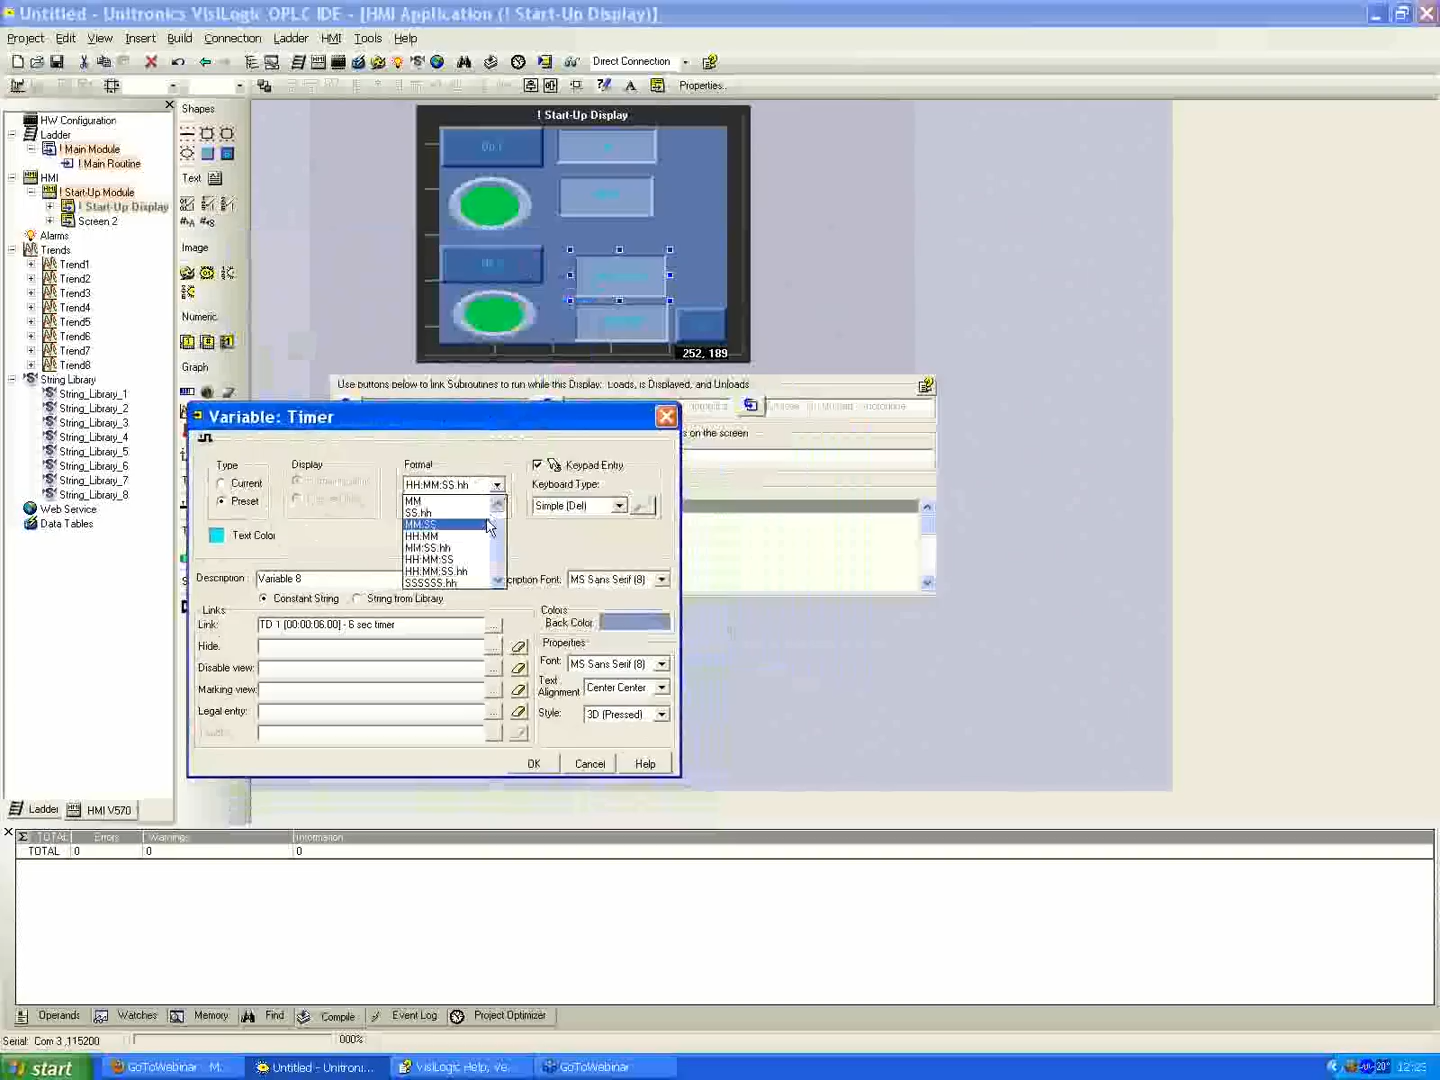 Untitled - Unitronics VisiLogic OPLC IDE - [HMI Application (! Start-Up Display)]
Project Edit View Insert Build Connection Ladder HMI Tools Help
Direct Connection
Properties..
HW Configuration
Ladder
! Main Module
! Main Routine
HMI
! Start-Up Module
! Start-Up Display
Screen 2
Alarms
Trends
Trend1
Trend2
Trend3
Trend4
Trend5
Trend6
Trend7
Trend8
String Library
String_Library_1
String_Library_2
String_Library_3
String_Library_4
String_Library_5
String_Library_6
String_Library_7
String_Library_8
Web Service
Data Tables
Ladder HMI V570
Shapes
Text
Image
Numeric
Graph
! Start-Up Display
252, 189
Use buttons below to link Subroutines to run while this Display: Loads, is Displayed, and Unloads
s on the screen
Variable: Timer
Type Display Format Keypad Entry
Current
Preset
HH:MM:SS.hh
Keyboard Type:
Simple (Del)
MM
SS.hh
MM:SS
HH:MM
MM:SS.hh
HH:MM:SS
HH:MM:SS.hh
SSSSSS.hh
Text Color
Description: Variable 8
cription Font: MS Sans Serif (8)
Constant String String from Library
Links
Link: TD 1 [00:00:06.00] - 6 sec timer
Hide:
Disable view:
Marking view:
Legal entry:
Colors
Back Color
Properties
Font: MS Sans Serif (8)
Text Alignment Center Center
Style: 3D (Pressed)
OK Cancel Help
TOTAL Errors Warnings Information
TOTAL 0 0 0
Operands Watches Memory Find Compile Event Log Project Optimizer
Serial: Com 3 ,115200 000%
start GoToWebinar - M... Untitled - Unitroni... VisiLogic Help, Ve... GoToWebinar 20° 12:23